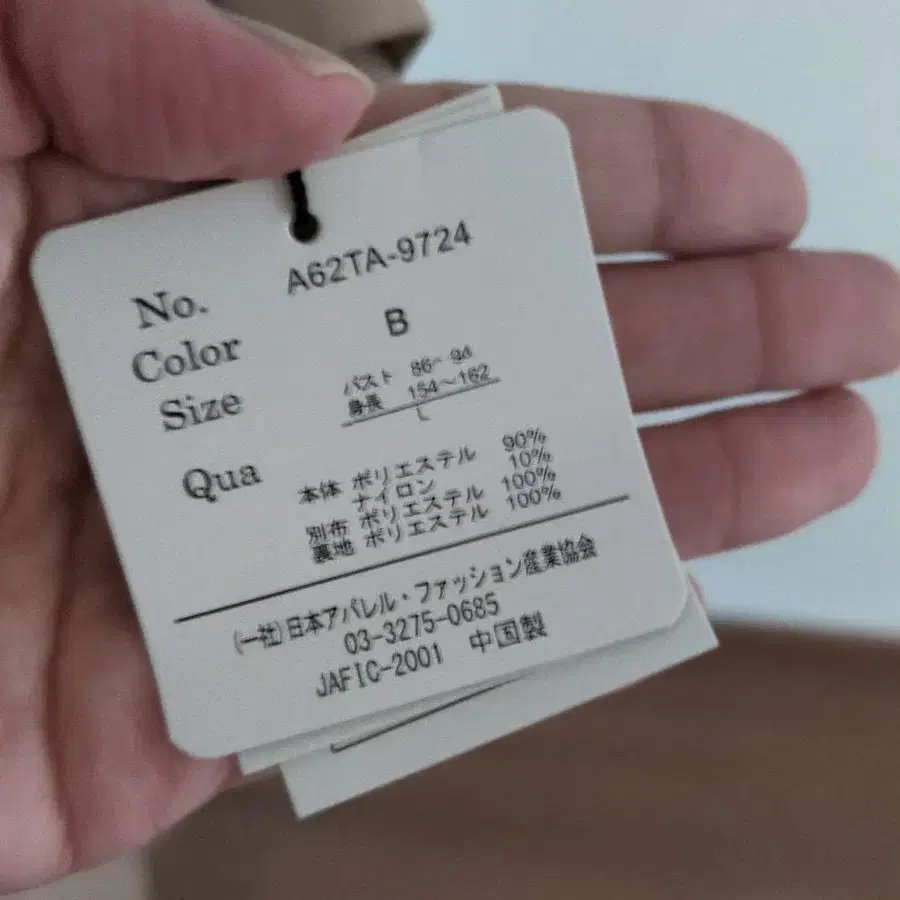 No. A62TA-9724
Color B
Size バスト 86~94
身長 154~162
L
Qua 本体 ポリエステル 90%
ナイロン 10%
別布 ポリエステル 100%
裏地 ポリエステル 100%
(一社)日本アパレル・ファッション産業協会
03-3275-0685
JAFIC-2001 中国製